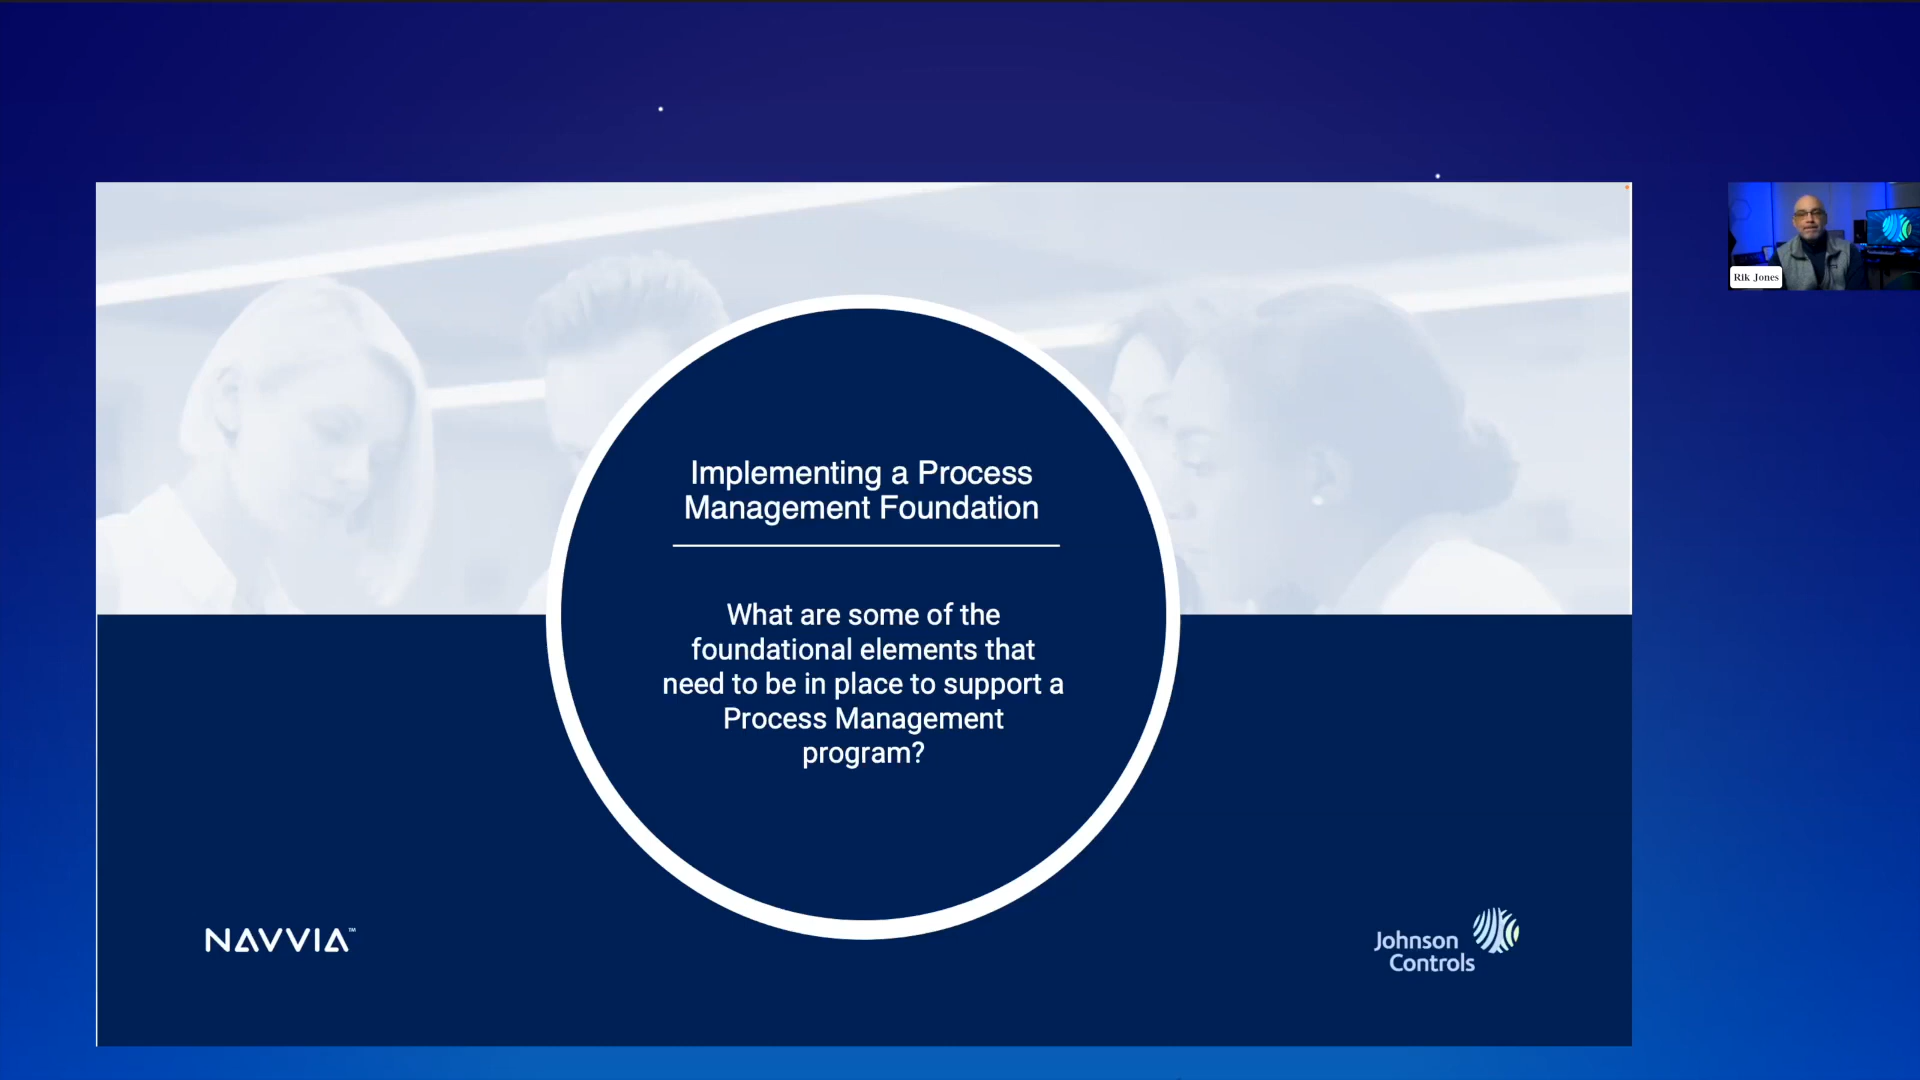 Implementing a Process
Management Foundation
What are some of the
foundational elements that
need to be in place to support a
Process Management
program?
NAVVIA™
Johnson
Controls
Rik Jones